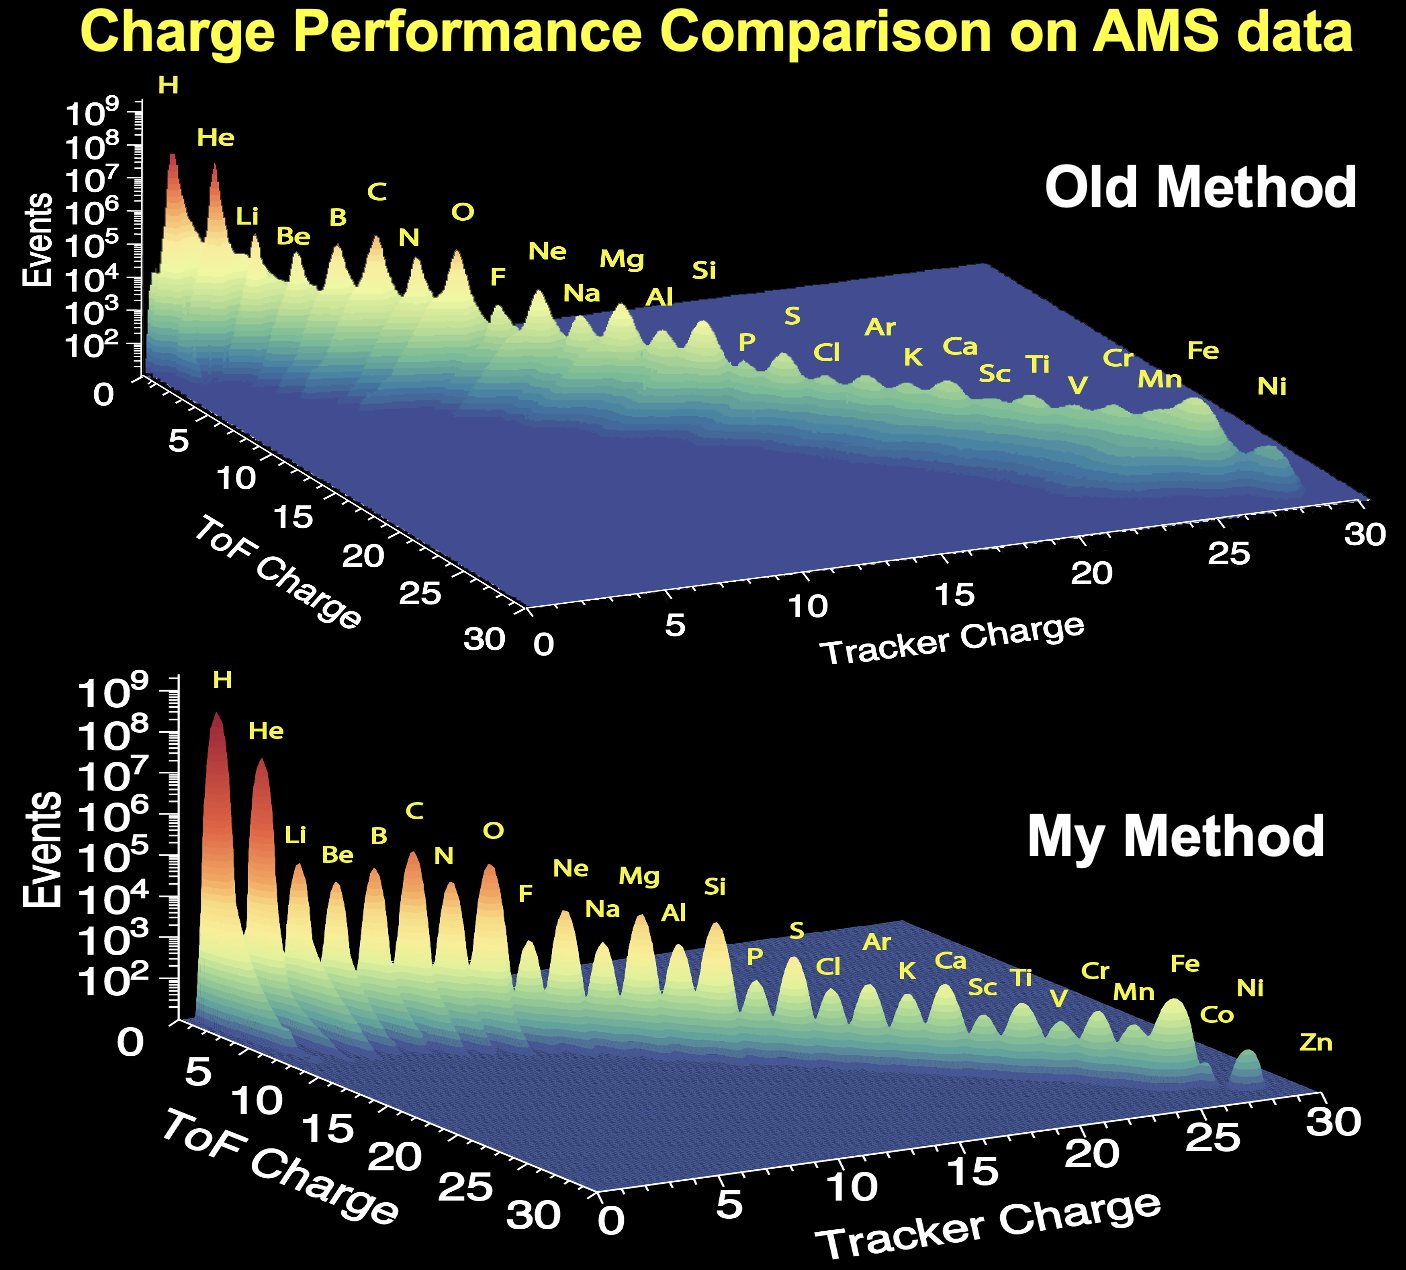 Charge Performance Comparison on AMS data
Old Method
H
He
Li
Be
B
C
N
O
F
Ne
Na
Mg
Al
Si
P
S
Cl
Ar
K
Ca
Sc
Ti
V
Cr
Mn
Fe
Ni
Events
10⁹
10⁸
10⁷
10⁶
10⁵
10⁴
10³
10²
0
5
10
15
20
25
30
ToF Charge
0
5
10
15
20
25
30
Tracker Charge
My Method
H
He
Li
Be
B
C
N
O
F
Ne
Na
Mg
Al
Si
P
S
Cl
Ar
K
Ca
Sc
Ti
V
Cr
Mn
Fe
Co
Ni
Zn
Events
10⁹
10⁸
10⁷
10⁶
10⁵
10⁴
10³
10²
0
5
10
15
20
25
30
ToF Charge
0
5
10
15
20
25
30
Tracker Charge